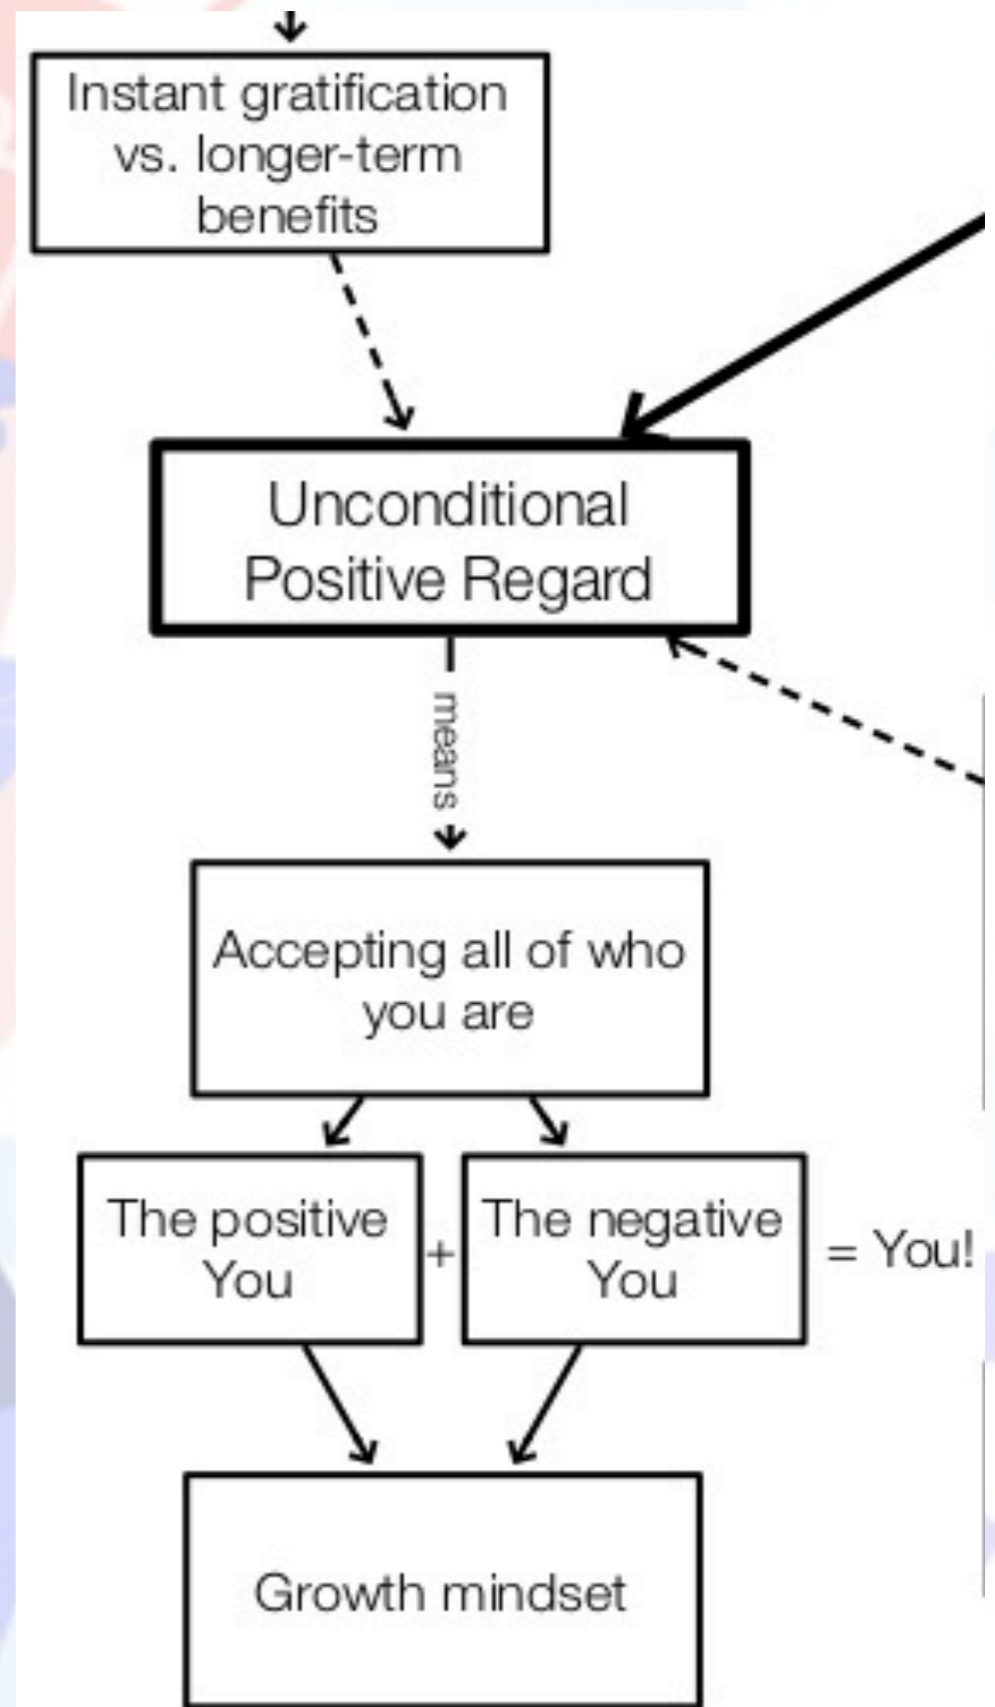 Instant gratification
vs. longer-term
benefits
Unconditional
Positive Regard
means
Accepting all of who
you are
The positive
You
+
The negative
You
= You!
Growth mindset